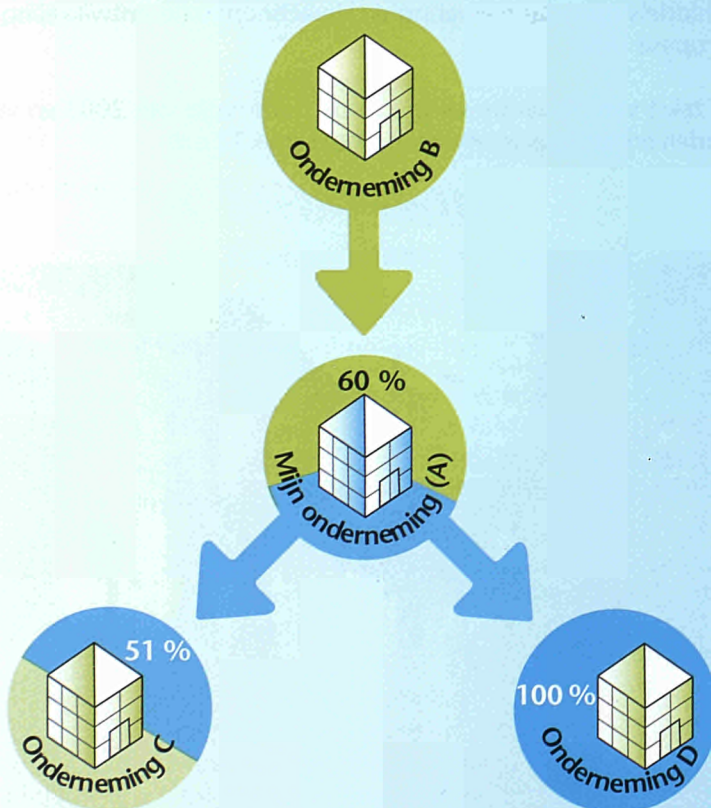 Onderneming B
60 %
Mijn onderneming (A)
51 %
Onderneming C
100 %
Onderneming D